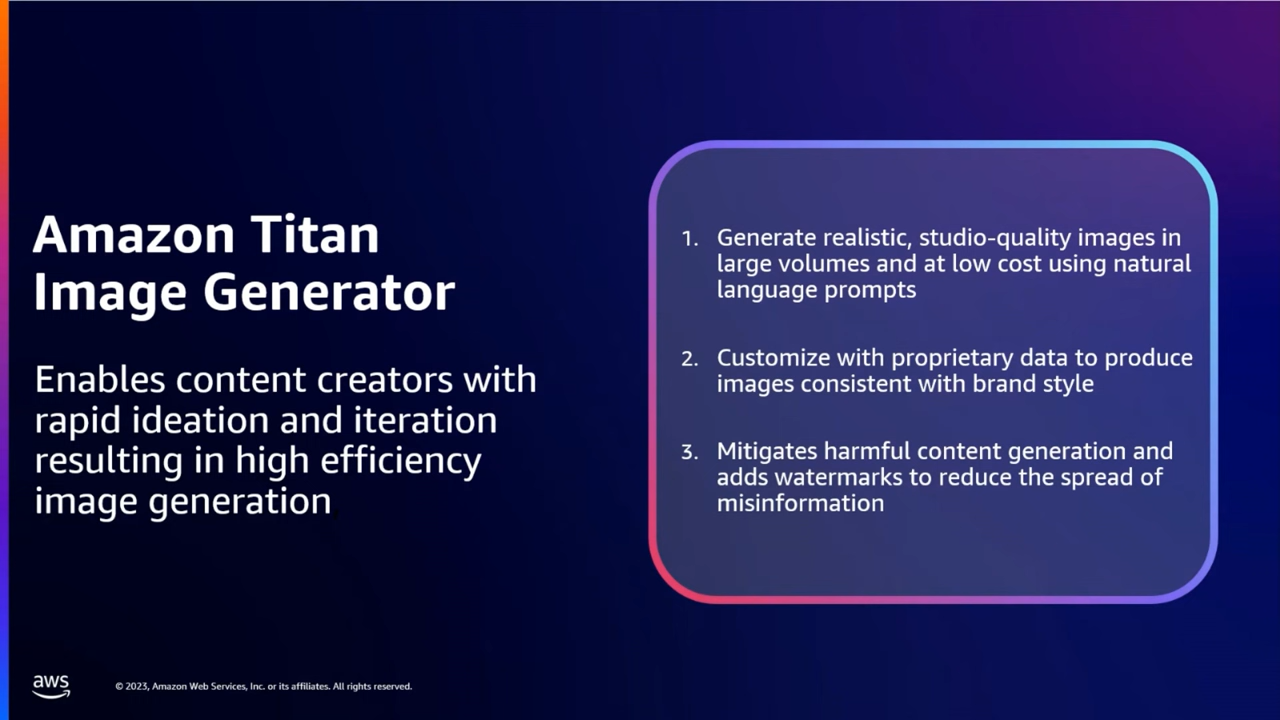 Amazon Titan
Image Generator
Enables content creators with
rapid ideation and iteration
resulting in high efficiency
image generation
1. Generate realistic, studio-quality images in
large volumes and at low cost using natural
language prompts
2. Customize with proprietary data to produce
images consistent with brand style
3. Mitigates harmful content generation and
adds watermarks to reduce the spread of
misinformation
aws
© 2023, Amazon Web Services, Inc. or its affiliates. All rights reserved.